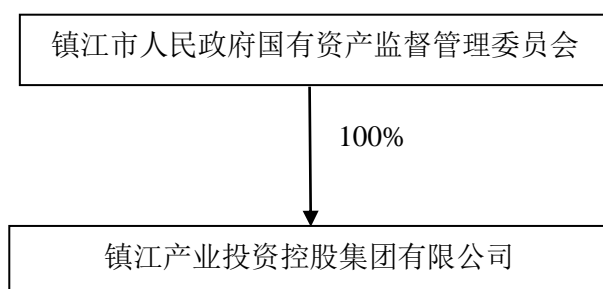 镇江市人民政府国有资产监督管理委员会
100%
镇江产业投资控股集团有限公司